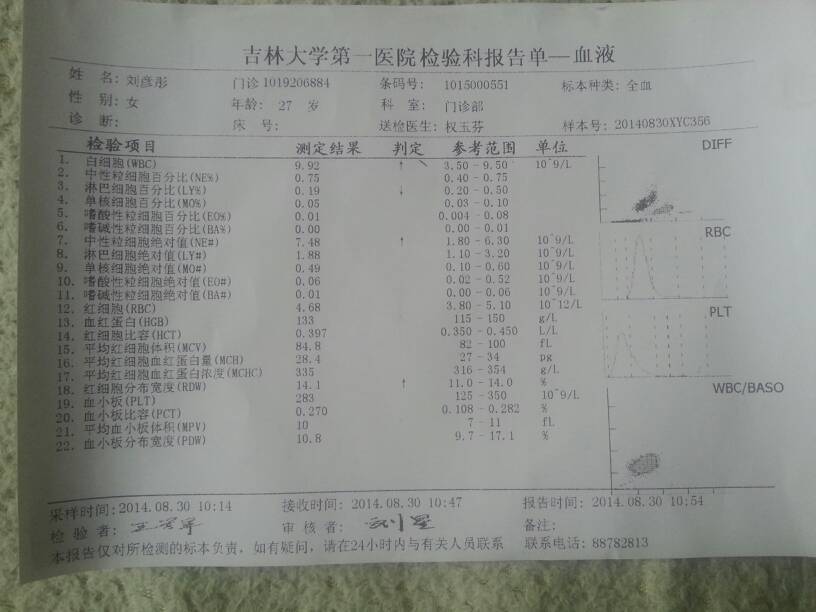 吉林大学第一医院检验科报告单—血液
姓 名: 刘彦彤 门诊 1019206884 条码号: 1015000551 标本种类: 全血
性 别: 女 年龄: 27 岁 科 室: 门诊部
诊 断: 床 号: 送检医生: 权玉芬 样本号: 20140830XYC356
检验项目 测定结果 判定 参考范围 单位
1. 白细胞(WBC) 9.92 ↑ 3.50 - 9.50 10^9/L
2. 中性粒细胞百分比(NE%) 0.75 0.40 - 0.75
3. 淋巴细胞百分比(LY%) 0.19 ↓ 0.20 - 0.50
4. 单核细胞百分比(MO%) 0.05 0.03 - 0.10
5. 嗜酸性粒细胞百分比(EO%) 0.01 0.004 - 0.08
6. 嗜碱性粒细胞百分比(BA%) 0.00 0.00 - 0.01
7. 中性粒细胞绝对值(NE#) 7.48 ↑ 1.80 - 6.30 10^9/L
8. 淋巴细胞绝对值(LY#) 1.88 1.10 - 3.20 10^9/L
9. 单核细胞绝对值(MO#) 0.49 0.10 - 0.60 10^9/L
10. 嗜酸性粒细胞绝对值(EO#) 0.06 0.02 - 0.52 10^9/L
11. 嗜碱性粒细胞绝对值(BA#) 0.01 0.00 - 0.06 10^9/L
12. 红细胞(RBC) 4.68 3.80 - 5.10 10^12/L
13. 血红蛋白(HGB) 133 115 - 150 g/L
14. 红细胞比容(HCT) 0.397 0.350 - 0.450 L/L
15. 平均红细胞体积(MCV) 84.8 82 - 100 fL
16. 平均红细胞血红蛋白量(MCH) 28.4 27 - 34 pg
17. 平均红细胞血红蛋白浓度(MCHC) 335 316 - 354 g/L
18. 红细胞分布宽度(RDW) 14.1 ↑ 11.0 - 14.0 %
19. 血小板(PLT) 283 125 - 350 10^9/L
20. 血小板比容(PCT) 0.270 0.108 - 0.282 %
21. 平均血小板体积(MPV) 10 7 - 11 fL
22. 血小板分布宽度(PDW) 10.8 9.7 - 17.1 %
DIFF
RBC
PLT
WBC/BASO
采样时间: 2014.08.30 10:14 接收时间: 2014.08.30 10:47 报告时间: 2014.08.30 10:54
检 验 者: 审 核 者: 备注:
本报告仅对所检测的标本负责, 如有疑问, 请在24小时内与有关人员联系 联系电话: 88782813